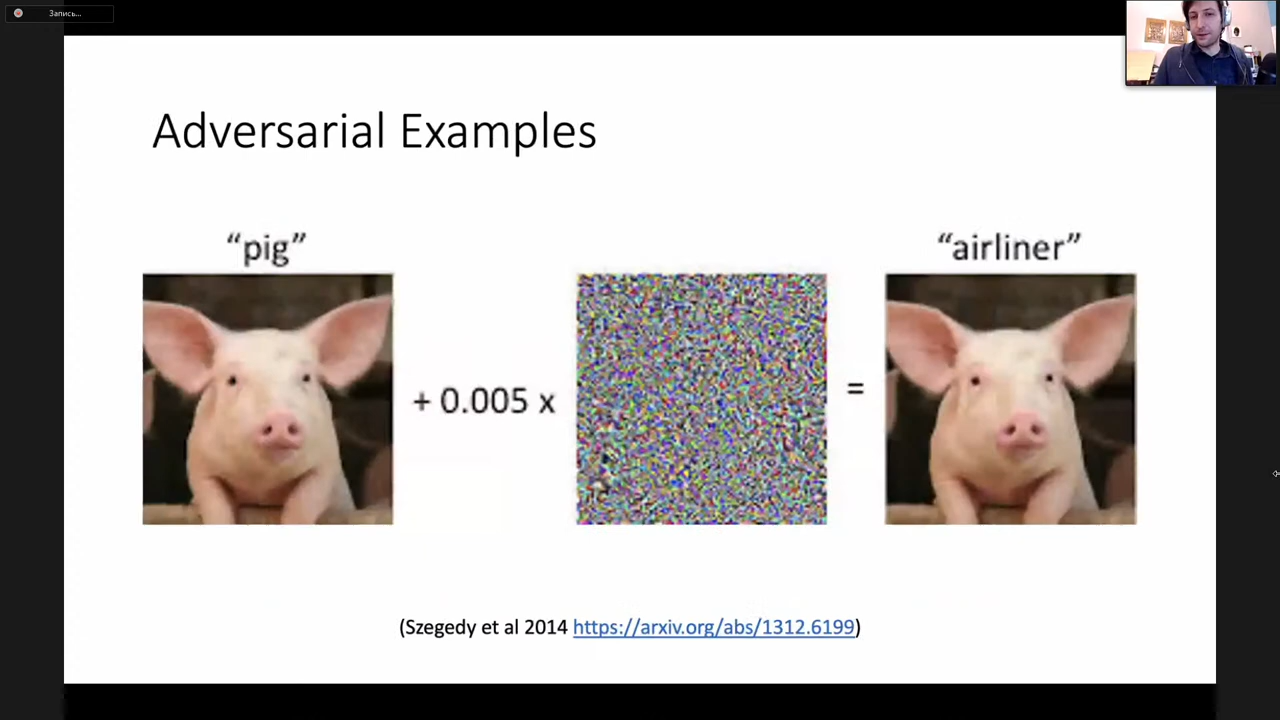 Запись...
Adversarial Examples
“pig”
“airliner”
+ 0.005 x
=
(Szegedy et al 2014 https://arxiv.org/abs/1312.6199)